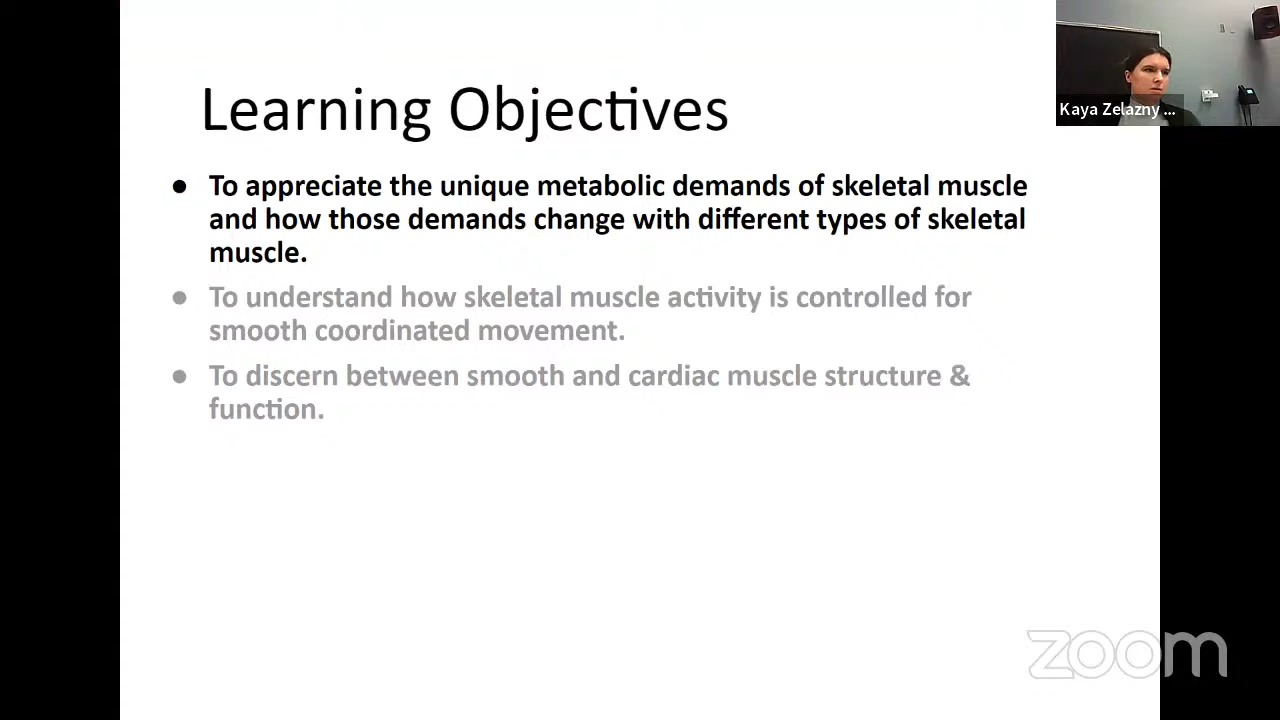 Kaya Zelazny ...
Learning Objectives
● To appreciate the unique metabolic demands of skeletal muscle
and how those demands change with different types of skeletal
muscle.
● To understand how skeletal muscle activity is controlled for
smooth coordinated movement.
● To discern between smooth and cardiac muscle structure &
function.
zoom